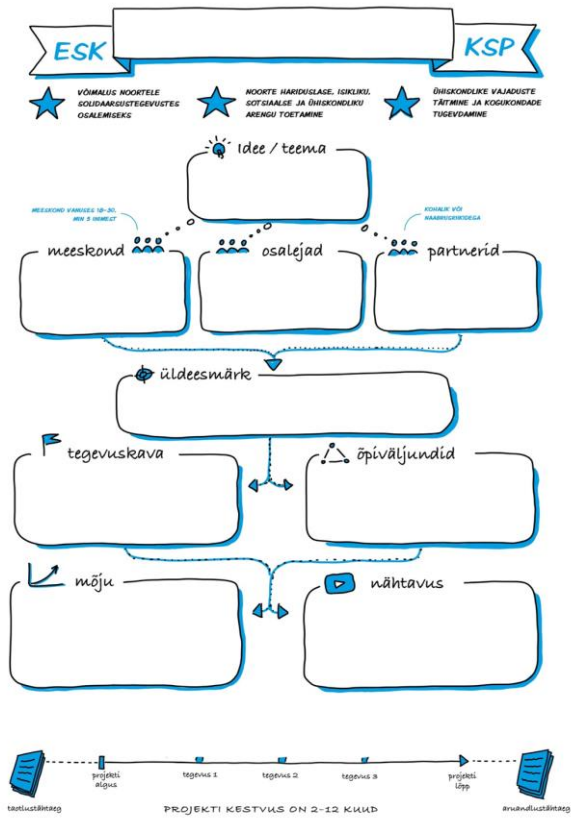 ESK
KSP
VÕIMALUS NOORTELE
SOLIDAARSUSTEGEVUSTES
OSALEMISEKS
NOORTE HARIDUSLASE, ISIKLIKU,
SOTSIAALSE JA ÜHISKONDLIKU
ARENGU TOETAMINE
ÜHISKONDLIKE VAJADUSTE
TÄITMINE JA KOGUKONDADE
TUGEVDAMINE
Idee / teema
MEESKOND VANUSES 18-30,
MIN 5 INIMEST
KOHALIK VÕI
NAABRUSRIIKIDEGA
meeskond
osalejad
partnerid
üldeesmärk
tegevuskava
õpiväljundid
mõju
nähtavus
taotlustähtaeg
projekti
algus
tegevus 1
tegevus 2
tegevus 3
projekti
lõpp
aruandlustähtaeg
PROJEKTI KESTVUS ON 2-12 KUUD